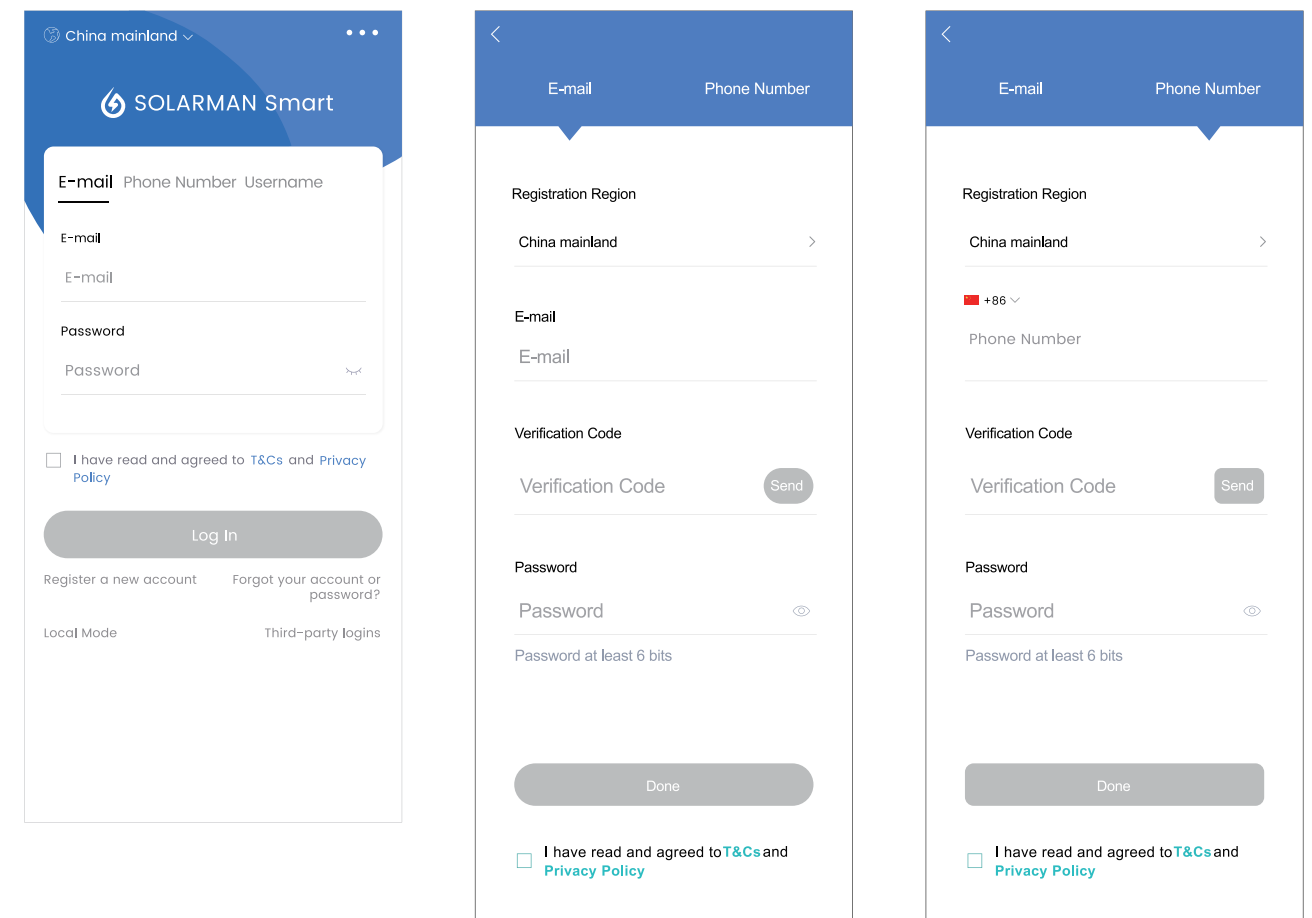 China mainland
SOLARMAN Smart
E-mail Phone Number Username
E-mail
E-mail
Password
Password
I have read and agreed to T&Cs and Privacy
Policy
Log In
Register a new account
Forgot your account or
password?
Local Mode
Third-party logins
E-mail
Phone Number
Registration Region
China mainland
E-mail
E-mail
Verification Code
Verification Code
Send
Password
Password
Password at least 6 bits
Done
I have read and agreed to T&Cs and
Privacy Policy
E-mail
Phone Number
Registration Region
China mainland
+86
Phone Number
Verification Code
Verification Code
Send
Password
Password
Password at least 6 bits
Done
I have read and agreed to T&Cs and
Privacy Policy